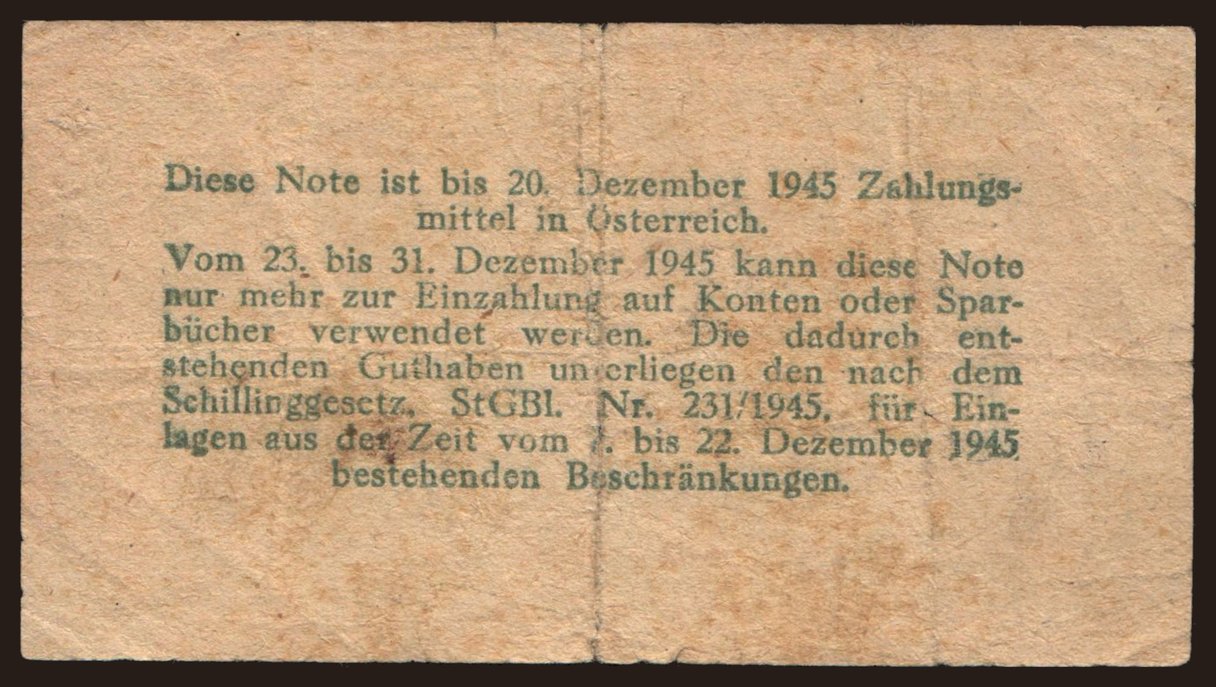 Diese Note ist bis 20. Dezember 1945 Zahlungs-
mittel in Österreich.
Vom 23. bis 31. Dezember 1945 kann diese Note
nur mehr zur Einzahlung auf Konten oder Spar-
bücher verwendet werden. Die dadurch ent-
stehenden Guthaben unterliegen den nach dem
Schillinggesetz, StGBl. Nr. 231/1945, für Ein-
lagen aus der Zeit vom bis 22. Dezember 1945
bestehenden Beschränkungen.